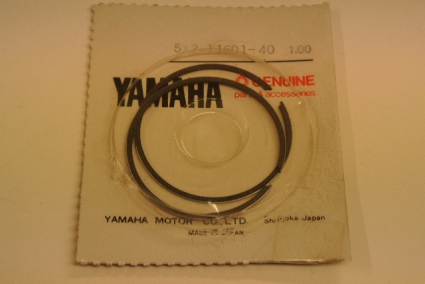 5x2-11601-40 1.00
YAMAHA GENUINE
parts & accessories
YAMAHA MOTOR CO., LTD. Shizuoka Japan
MADE IN JAPAN